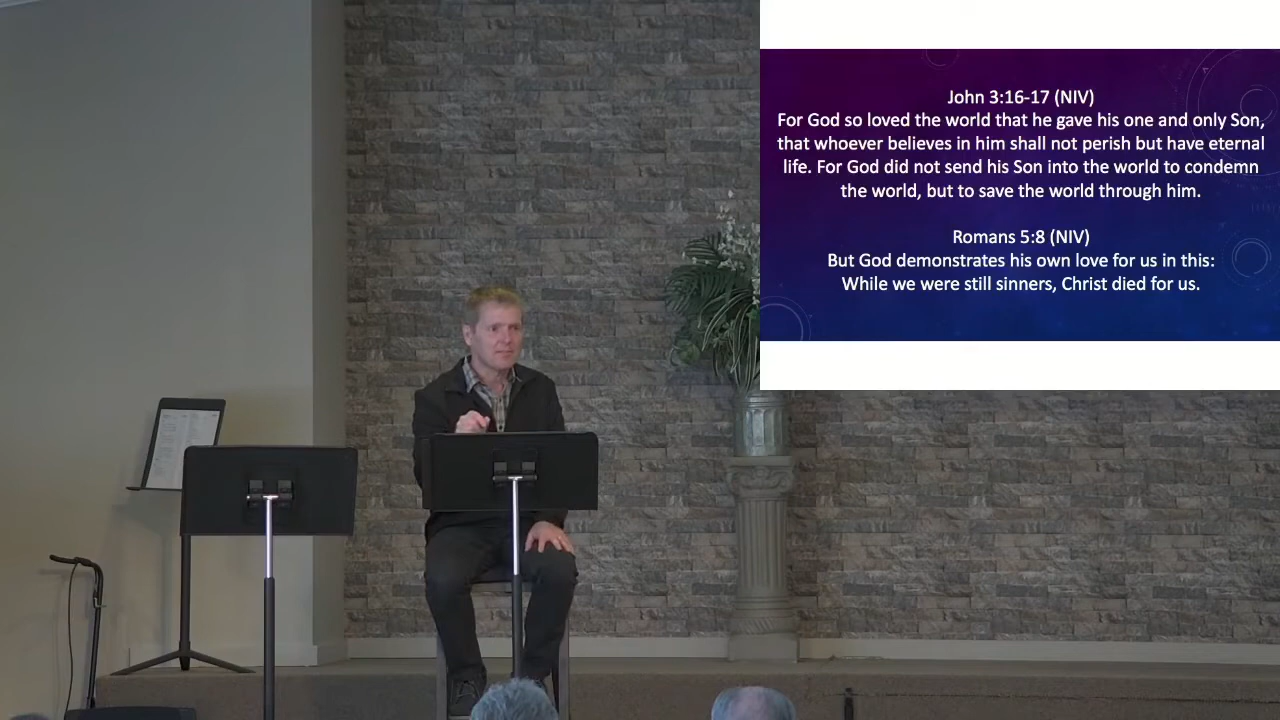 John 3:16-17 (NIV)
For God so loved the world that he gave his one and only Son,
that whoever believes in him shall not perish but have eternal
life. For God did not send his Son into the world to condemn
the world, but to save the world through him.
Romans 5:8 (NIV)
But God demonstrates his own love for us in this:
While we were still sinners, Christ died for us.